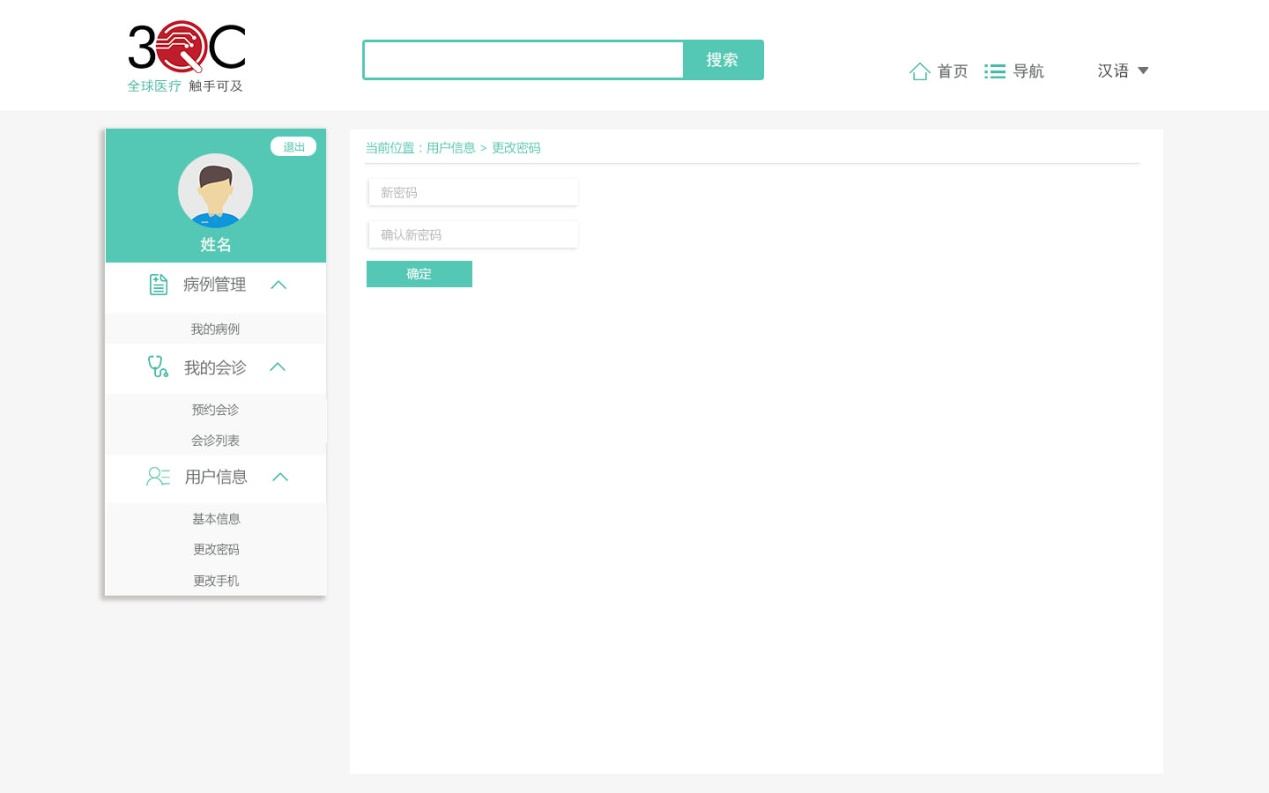 3QC
全球医疗 触手可及
搜索
首页
导航
汉语
退出
姓名
病例管理
我的病例
我的会诊
预约会诊
会诊列表
用户信息
基本信息
更改密码
更改手机
当前位置：用户信息 > 更改密码
新密码
确认新密码
确定